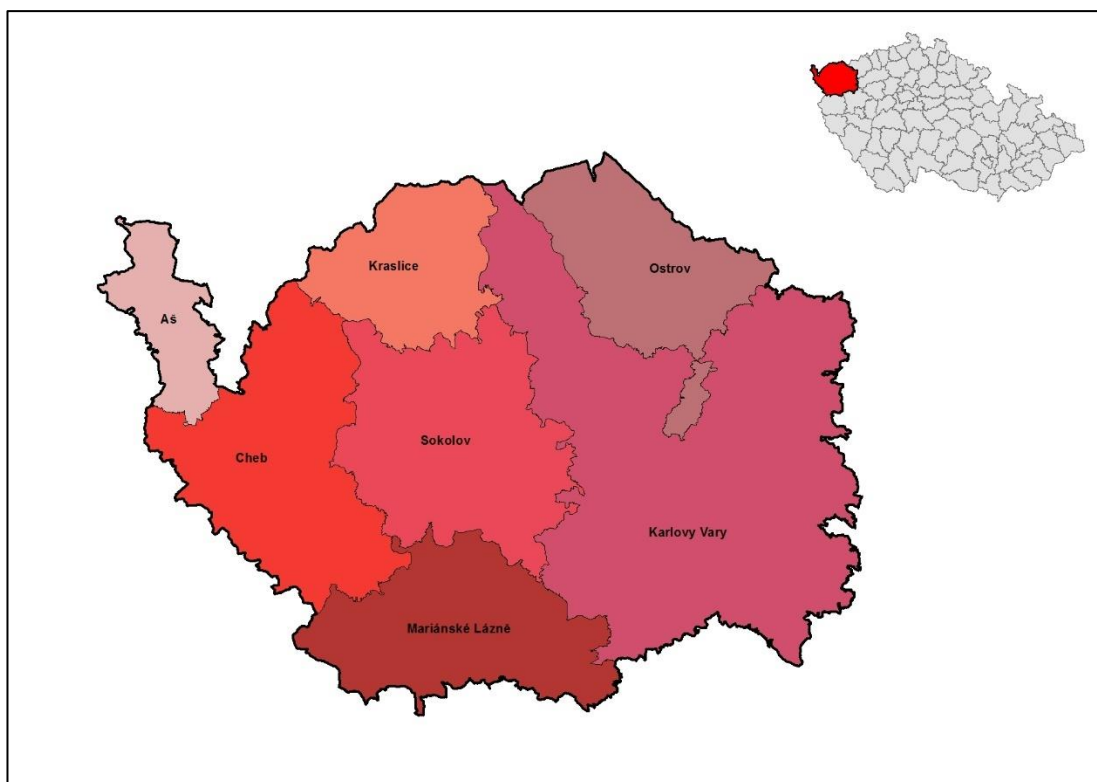 Kraslice
Ostrov
Aš
Cheb
Sokolov
Karlovy Vary
Mariánské Lázně